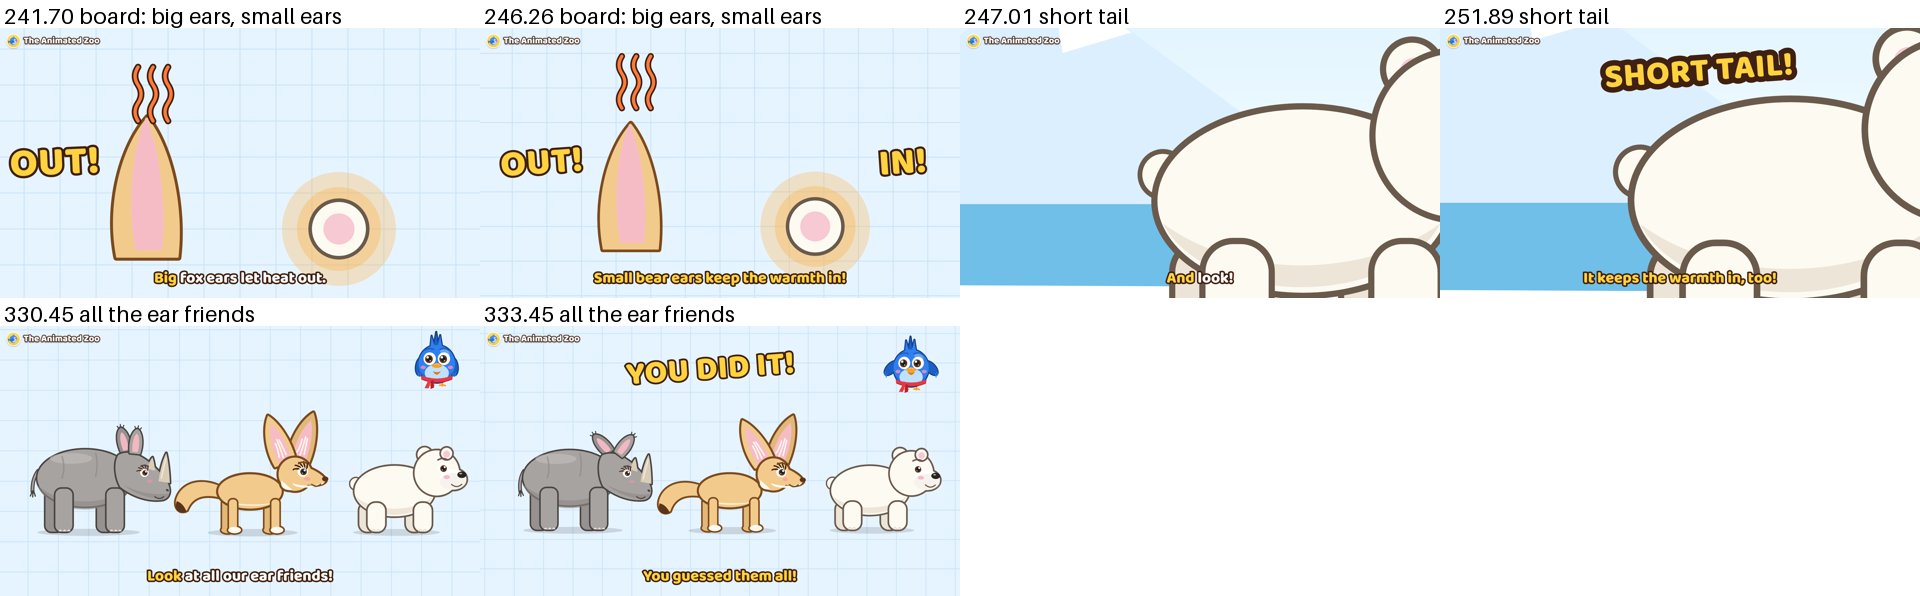 241.70 board: big ears, small ears
The Animated Zoo
OUT!
Big fox ears let heat out.
246.26 board: big ears, small ears
The Animated Zoo
OUT!
IN!
Small bear ears keep the warmth in!
247.01 short tail
The Animated Zoo
And look!
251.89 short tail
The Animated Zoo
SHORT TAIL!
It keeps the warmth in, too!
330.45 all the ear friends
The Animated Zoo
Look at all our ear friends!
333.45 all the ear friends
The Animated Zoo
YOU DID IT!
You guessed them all!